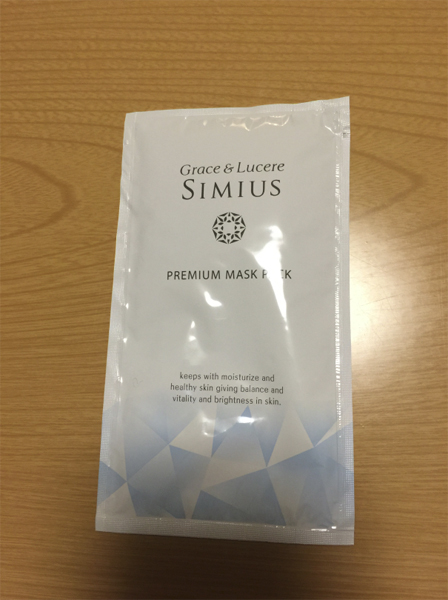 Grace & Lucere
SIMIUS
PREMIUM MASK PACK
keeps with moisturize and
healthy skin giving balance and
vitality and brightness in skin.